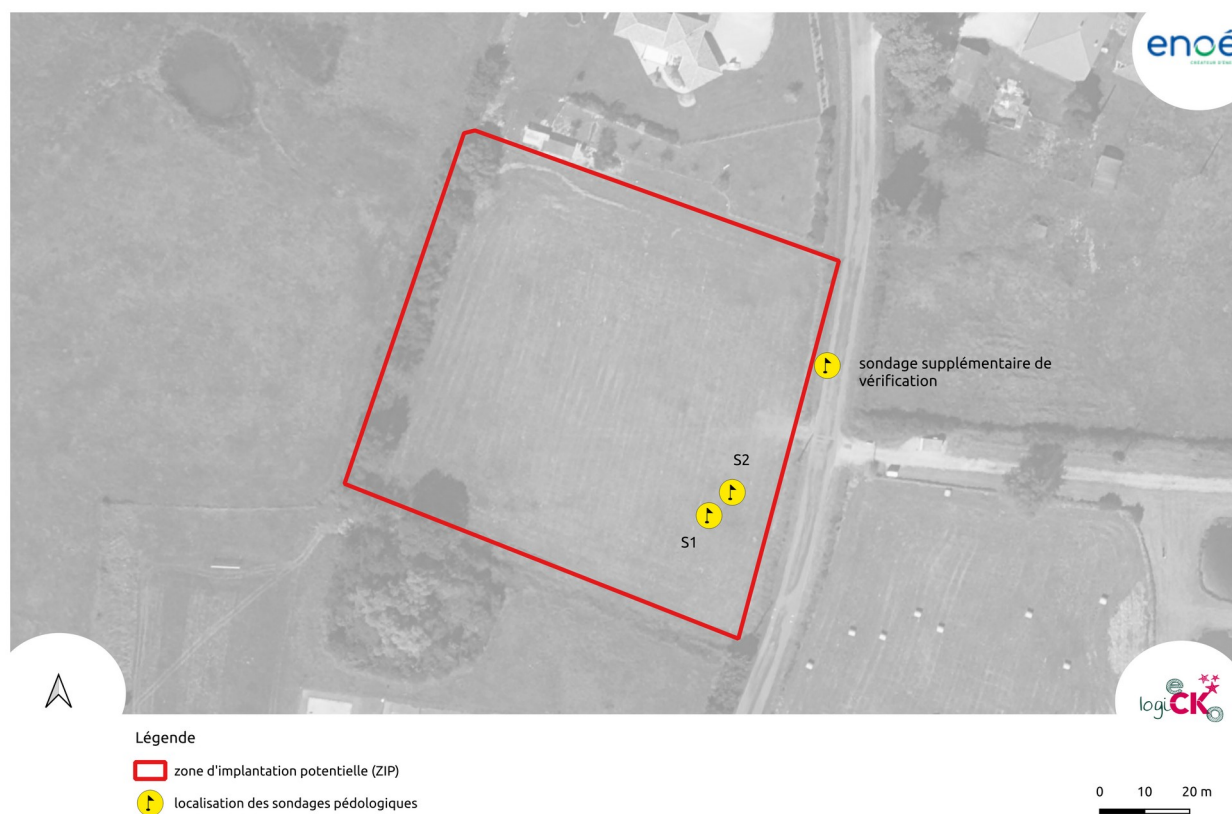 enoé
sondage supplémentaire de
vérification
S2
S1
e
logiCKo
Légende
zone d'implantation potentielle (ZIP)
localisation des sondages pédologiques
0 10 20 m